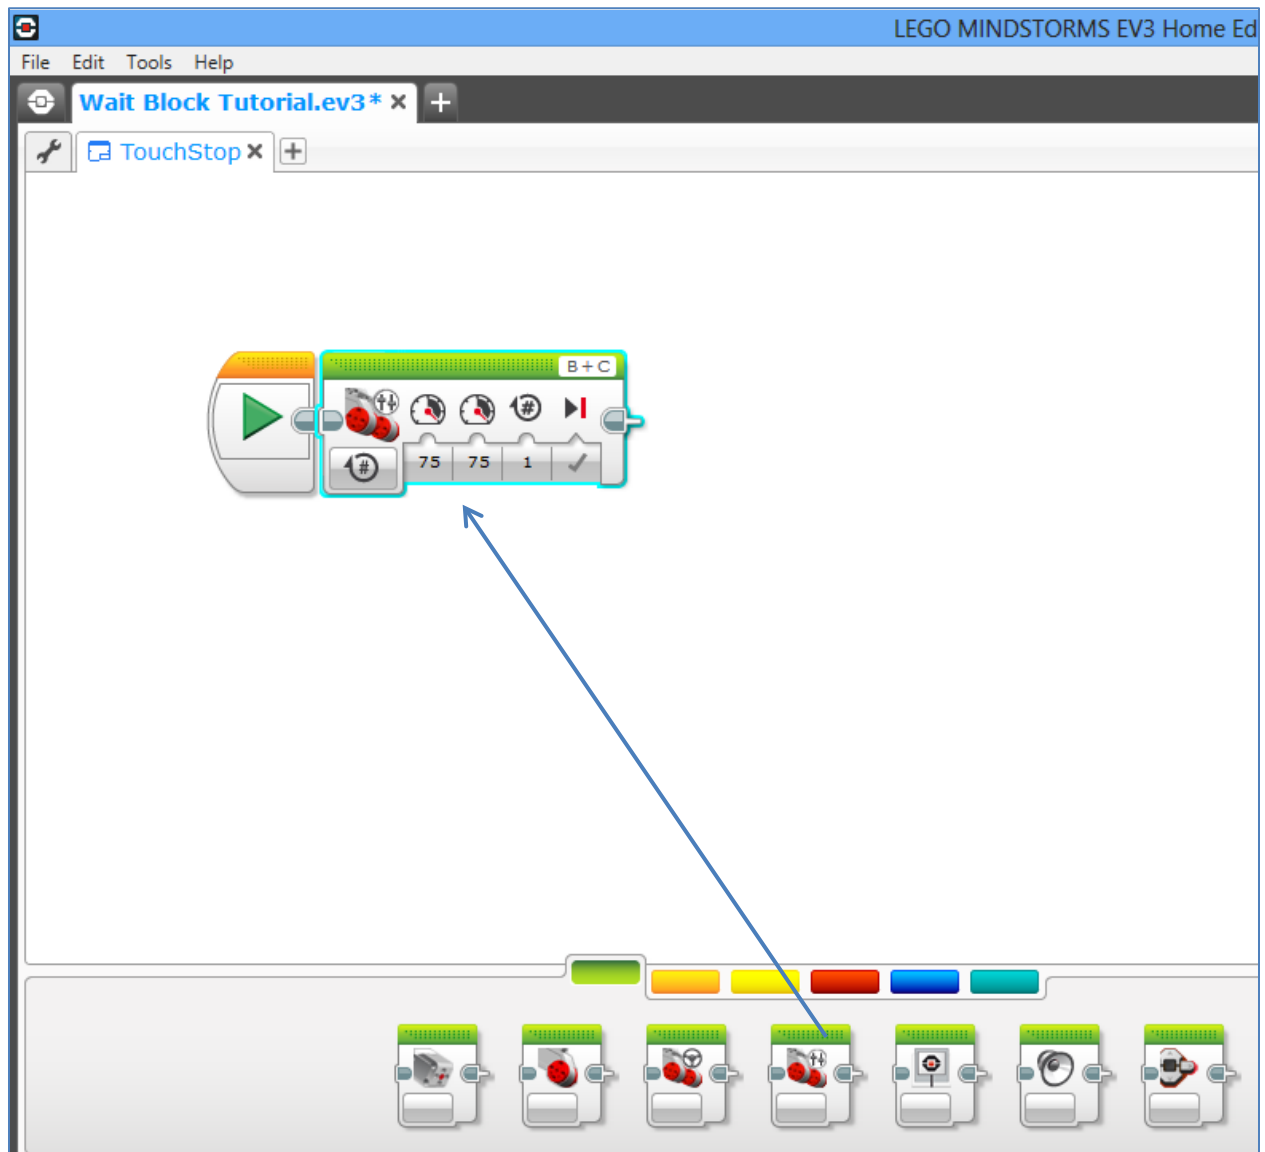 LEGO MINDSTORMS EV3 Home Ed
File Edit Tools Help
Wait Block Tutorial.ev3* × +
TouchStop × +
B+C
#
# 75 75 1